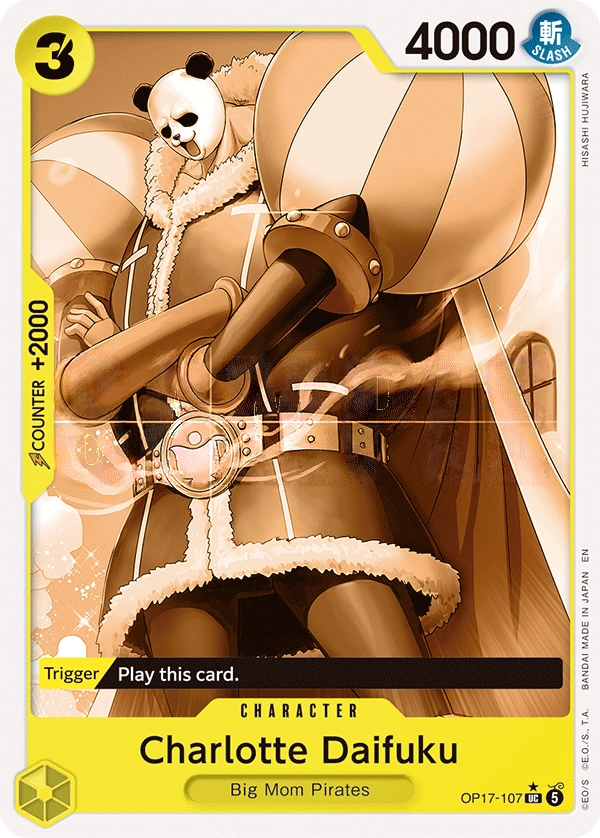 3
4000
斬
SLASH
HISASHI HUJIWARA
COUNTER +2000
Trigger Play this card.
CHARACTER
Charlotte Daifuku
Big Mom Pirates
OP17-107 UC 5
©EO/S ©E.O./S., T.A. BANDAI MADE IN JAPAN EN